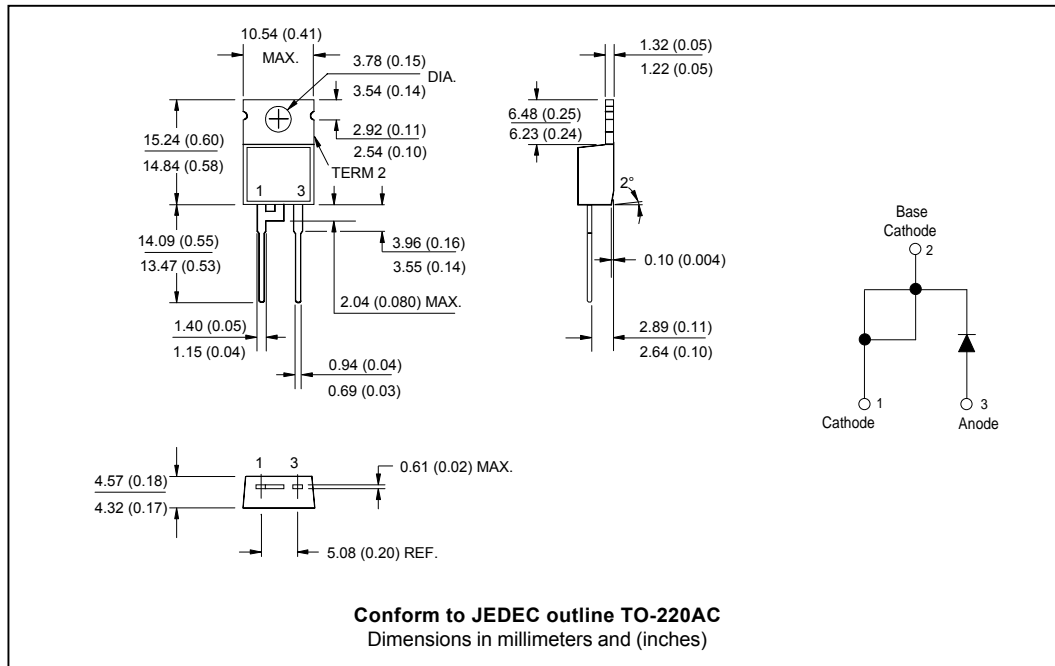 10.54 (0.41)
MAX.
3.78 (0.15)
3.54 (0.14)
DIA.
2.92 (0.11)
2.54 (0.10)
TERM 2
15.24 (0.60)
14.84 (0.58)
1 3
14.09 (0.55)
13.47 (0.53)
3.96 (0.16)
3.55 (0.14)
2.04 (0.080) MAX.
1.40 (0.05)
1.15 (0.04)
0.94 (0.04)
0.69 (0.03)
1.32 (0.05)
1.22 (0.05)
6.48 (0.25)
6.23 (0.24)
2°
0.10 (0.004)
2.89 (0.11)
2.64 (0.10)
Base
Cathode
2
1
Cathode
3
Anode
1 3
4.57 (0.18)
4.32 (0.17)
0.61 (0.02) MAX.
5.08 (0.20) REF.
Conform to JEDEC outline TO-220AC
Dimensions in millimeters and (inches)